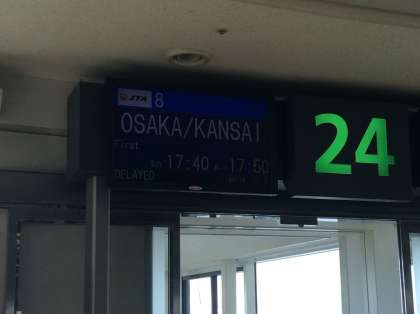 JTA 8
OSAKA/KANSAI
First
17:40 17:50
DELAYED
24